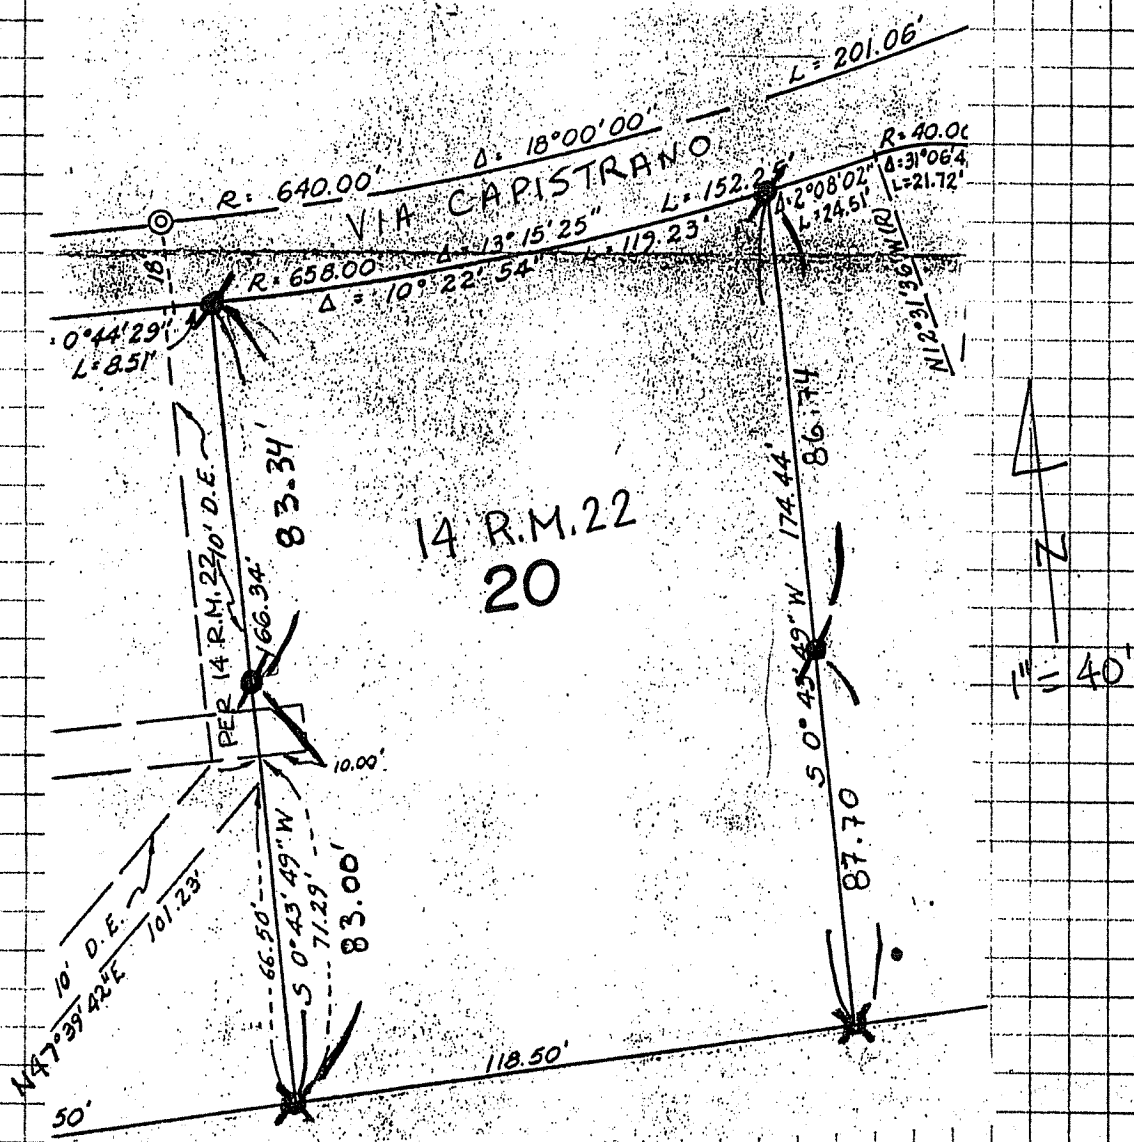 L= 201.06'
Δ= 18°00'00"
R= 640.00'
VIA CAPISTRANO
R= 40.00
Δ=31°06'4
L=21.72'
L= 152.25'
Δ=2°08'02"
L=24.51'
Δ= 13°15'25"
L= 119.23'
18'
R= 658.00'
Δ = 10° 22' 54"
: 0°44'29"
L= 8.51'
N12°31'36"W(R)
83.34'
86.74
174.44'
10' D.E.
PER 14 R.M. 22
14 R.M.22
20
166.34'
N
1"= 40'
S 0° 43' 49" W
10.00'
87.70
66.50'
S 0° 43' 49" W
71.29'
83.00'
10' D.E.
N47°39'42"E 101.23'
118.50'
50'